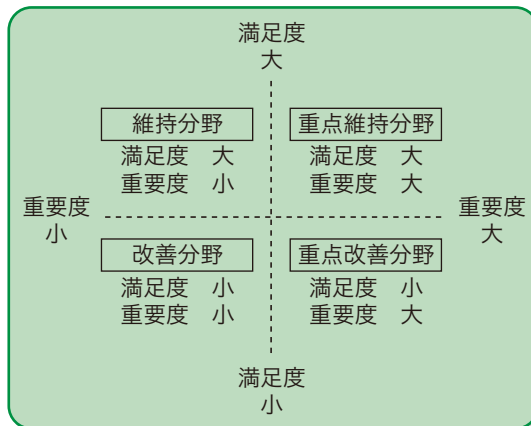 満足度
大
維持分野
満足度 大
重要度 小
重点維持分野
満足度 大
重要度 大
重要度
小
重要度
大
改善分野
満足度 小
重要度 小
重点改善分野
満足度 小
重要度 大
満足度
小